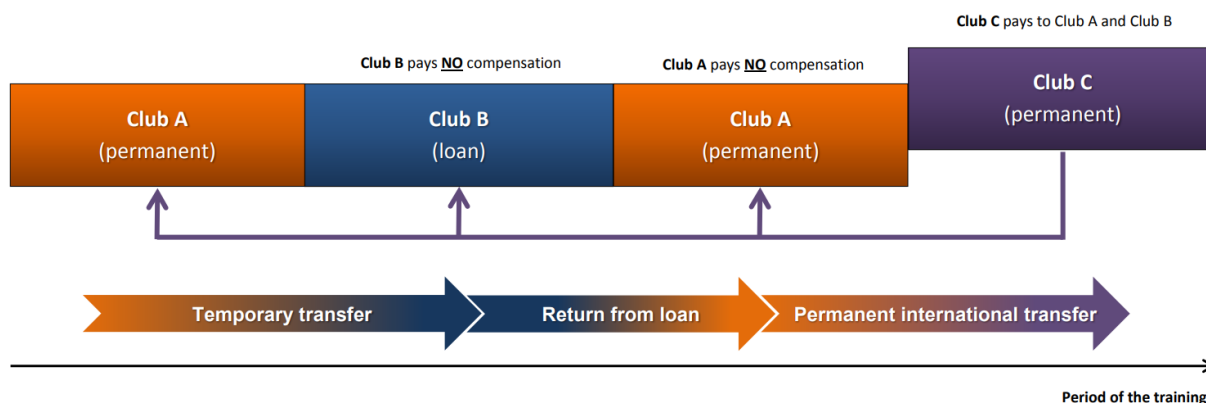 Club C pays to Club A and Club B
Club B pays NO compensation
Club A pays NO compensation
Club A
(permanent)
Club B
(loan)
Club A
(permanent)
Club C
(permanent)
Temporary transfer
Return from loan
Permanent international transfer
Period of the training